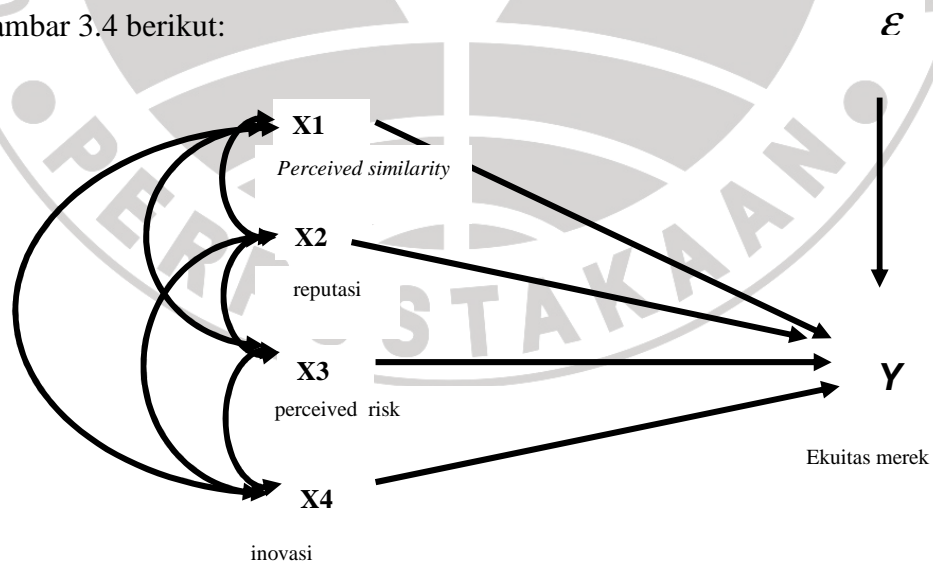 ambar 3.4 berikut:
ε
X1
Perceived similarity
X2
reputasi
X3
perceived risk
Y
Ekuitas merek
X4
inovasi